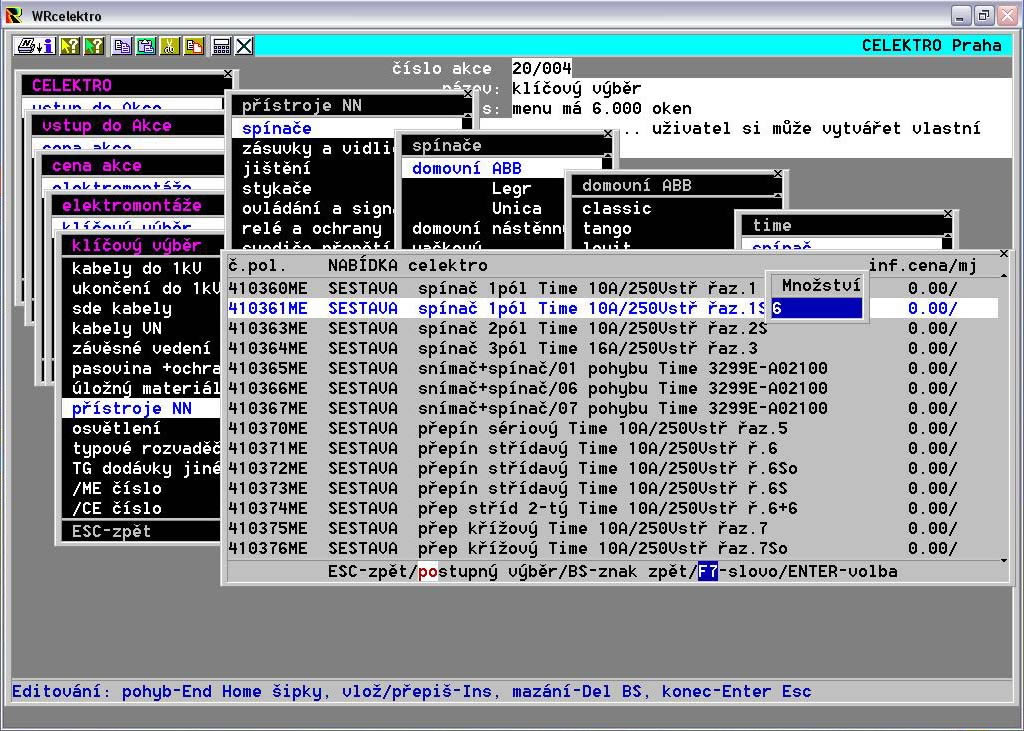 WRcelektro
CELEKTRO Praha
číslo akce 20/004
název: klíčový výběr
s: menu má 6.000 oken
.. uživatel si může vytvářet vlastní
CELEKTRO
vstup do Akce
vstup do Akce
cena akce
cena akce
elektromontáže
elektromontáže
klíčový výběr
klíčový výběr
kabely do 1kV
ukončení do 1kV
sde kabely
kabely VN
závěsné vedení
pasovina +ochra
úložný materiál
přístroje NN
osvětlení
typové rozvaděč
TG dodávky jiné
/ME číslo
/CE číslo
ESC-zpět
přístroje NN
spínače
zásuvky a vidli
jištění
stykače
ovládání a sign
relé a ochrany
svodiče přepětí
spínače
domovní ABB
Legr
Unica
domovní nástěnn
vačkový
domovní ABB
classic
tango
levit
time
spínač
č.pol. NABÍDKA celektro inf.cena/mj
410360ME SESTAVA spínač 1pól Time 10A/250Vstř řaz.1 0.00/
410361ME SESTAVA spínač 1pól Time 10A/250Vstř řaz.1S 0.00/
410363ME SESTAVA spínač 2pól Time 10A/250Vstř řaz.2S 0.00/
410364ME SESTAVA spínač 3pól Time 16A/250Vstř řaz.3 0.00/
410365ME SESTAVA snímač+spínač/01 pohybu Time 3299E-A02100 0.00/
410366ME SESTAVA snímač+spínač/06 pohybu Time 3299E-A02100 0.00/
410367ME SESTAVA snímač+spínač/07 pohybu Time 3299E-A02100 0.00/
410370ME SESTAVA přepín sériový Time 10A/250Vstř řaz.5 0.00/
410371ME SESTAVA přepín střídavý Time 10A/250Vstř ř.6 0.00/
410372ME SESTAVA přepín střídavý Time 10A/250Vstř ř.6So 0.00/
410373ME SESTAVA přepín střídavý Time 10A/250Vstř ř.6S 0.00/
410374ME SESTAVA přep stříd 2-tý Time 10A/250Vstř ř.6+6 0.00/
410375ME SESTAVA přep křížový Time 10A/250Vstř řaz.7 0.00/
410376ME SESTAVA přep křížový Time 10A/250Vstř řaz.7So 0.00/
Množství
6
ESC-zpět/postupný výběr/BS-znak zpět/F7-slovo/ENTER-volba
Editování: pohyb-End Home šipky, vlož/přepiš-Ins, mazání-Del BS, konec-Enter Esc